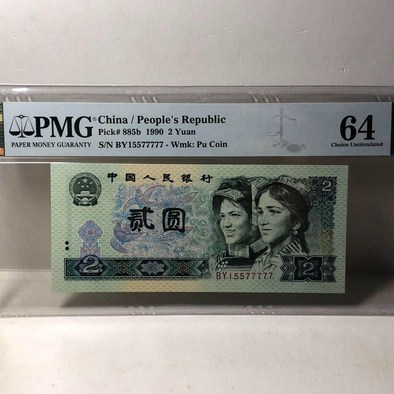 PMG China / People's Republic
Pick# 885b 1990 2 Yuan
PAPER MONEY GUARANTY
S/N BY15577777 - Wmk: Pu Coin
64
Choice Uncirculated
中国人民银行
2
贰圆
2
BY15577777
2